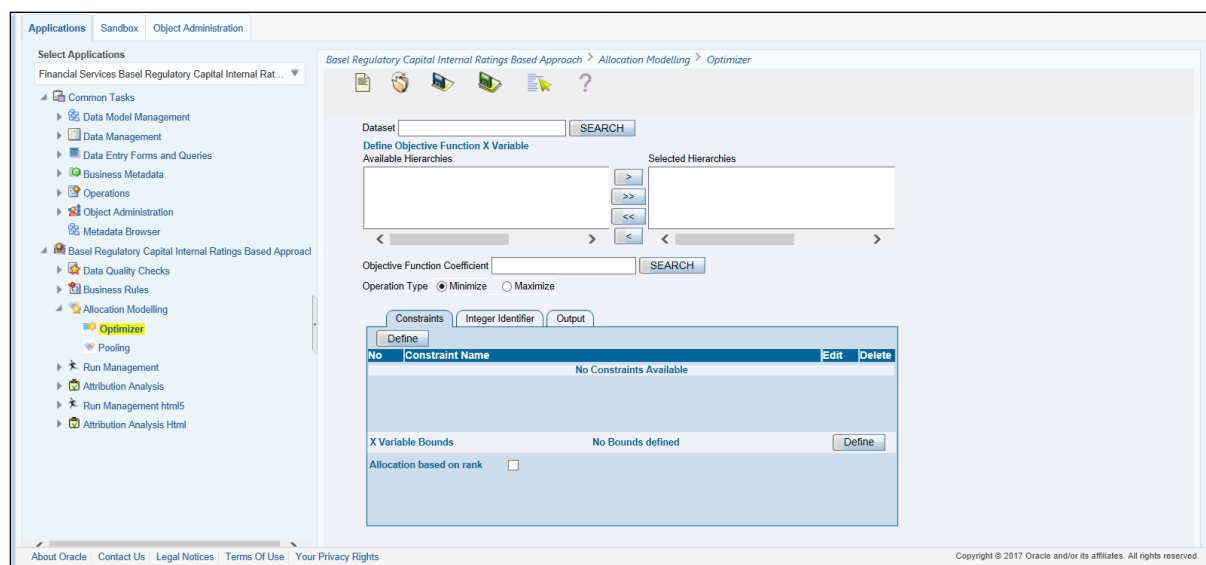 Applications Sandbox Object Administration
Select Applications
Financial Services Basel Regulatory Capital Internal Rat...
Common Tasks
Data Model Management
Data Management
Data Entry Forms and Queries
Business Metadata
Operations
Object Administration
Metadata Browser
Basel Regulatory Capital Internal Ratings Based Approacl
Data Quality Checks
Business Rules
Allocation Modelling
Optimizer
Pooling
Run Management
Attribution Analysis
Run Management html5
Attribution Analysis Html
Basel Regulatory Capital Internal Ratings Based Approach > Allocation Modelling > Optimizer
?
Dataset SEARCH
Define Objective Function X Variable
Available Hierarchies Selected Hierarchies
>
>>
<<
<
Objective Function Coefficient SEARCH
Operation Type Minimize Maximize
Constraints Integer Identifier Output
Define
No Constraint Name Edit Delete
No Constraints Available
X Variable Bounds No Bounds defined Define
Allocation based on rank
About Oracle Contact Us Legal Notices Terms Of Use Your Privacy Rights Copyright © 2017 Oracle and/or its affiliates. All rights reserved.